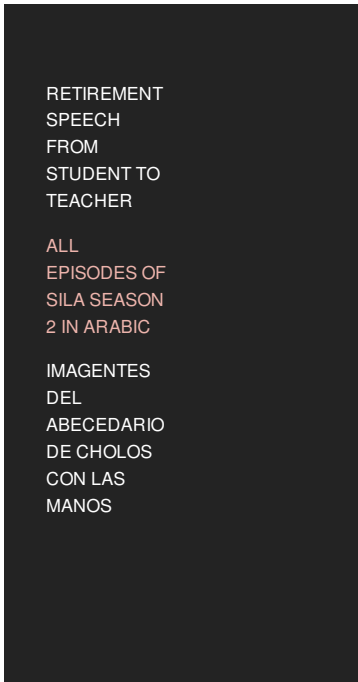 RETIREMENT
SPEECH
FROM
STUDENT TO
TEACHER
ALL
EPISODES OF
SILA SEASON
2 IN ARABIC
IMAGENTES
DEL
ABECEDARIO
DE CHOLOS
CON LAS
MANOS